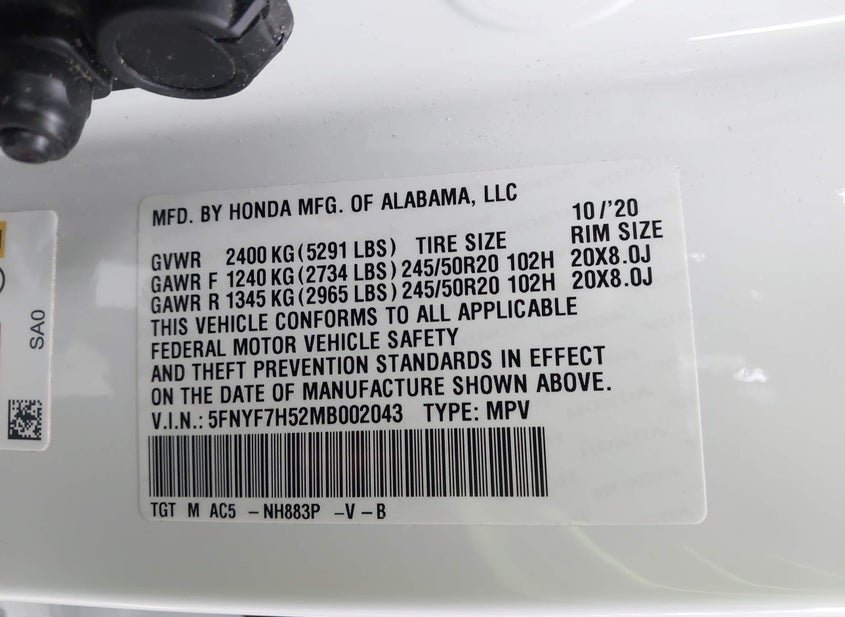 MFD. BY HONDA MFG. OF ALABAMA, LLC 10/'20
GVWR 2400 KG (5291 LBS) TIRE SIZE RIM SIZE
GAWR F 1240 KG (2734 LBS) 245/50R20 102H 20X8.0J
GAWR R 1345 KG (2965 LBS) 245/50R20 102H 20X8.0J
THIS VEHICLE CONFORMS TO ALL APPLICABLE
FEDERAL MOTOR VEHICLE SAFETY
AND THEFT PREVENTION STANDARDS IN EFFECT
ON THE DATE OF MANUFACTURE SHOWN ABOVE.
V.I.N.: 5FNYF7H52MB002043 TYPE: MPV
TGT M AC5 - NH883P - V - B
SA0